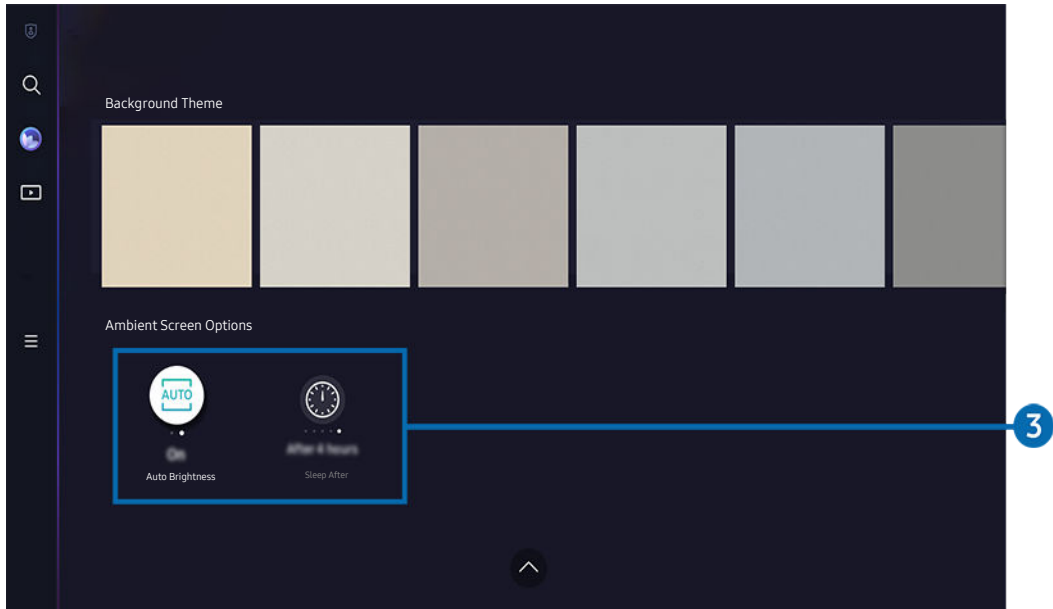 Background Theme
Ambient Screen Options
AUTO
On
After 4 hours
Auto Brightness
Sleep After
3